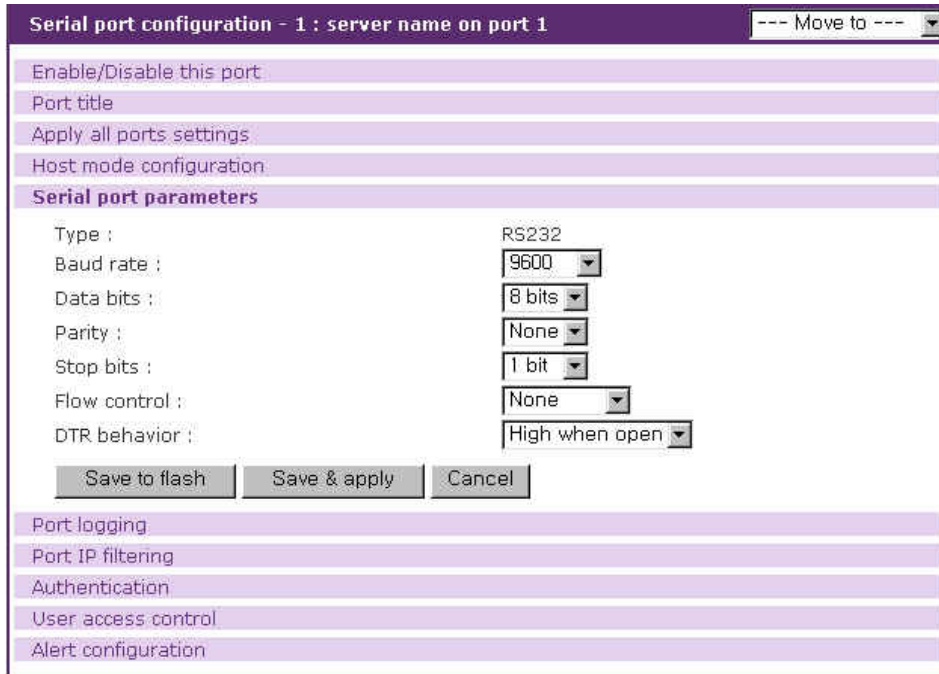 Serial port configuration - 1 : server name on port 1 --- Move to ---
Enable/Disable this port
Port title
Apply all ports settings
Host mode configuration
Serial port parameters
Type : RS232
Baud rate : 9600
Data bits : 8 bits
Parity : None
Stop bits : 1 bit
Flow control : None
DTR behavior : High when open
Save to flash Save & apply Cancel
Port logging
Port IP filtering
Authentication
User access control
Alert configuration